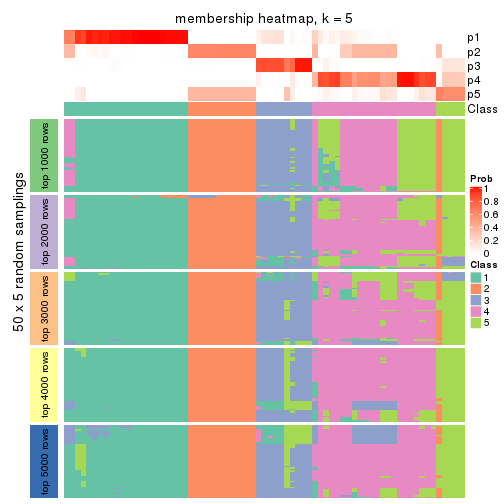 membership heatmap, k = 5
p1
p2
p3
p4
p5
Class
50 x 5 random samplings
top 1000 rows
top 2000 rows
top 3000 rows
top 4000 rows
top 5000 rows
Prob
1
0.8
0.6
0.4
0.2
0
Class
1
2
3
4
5